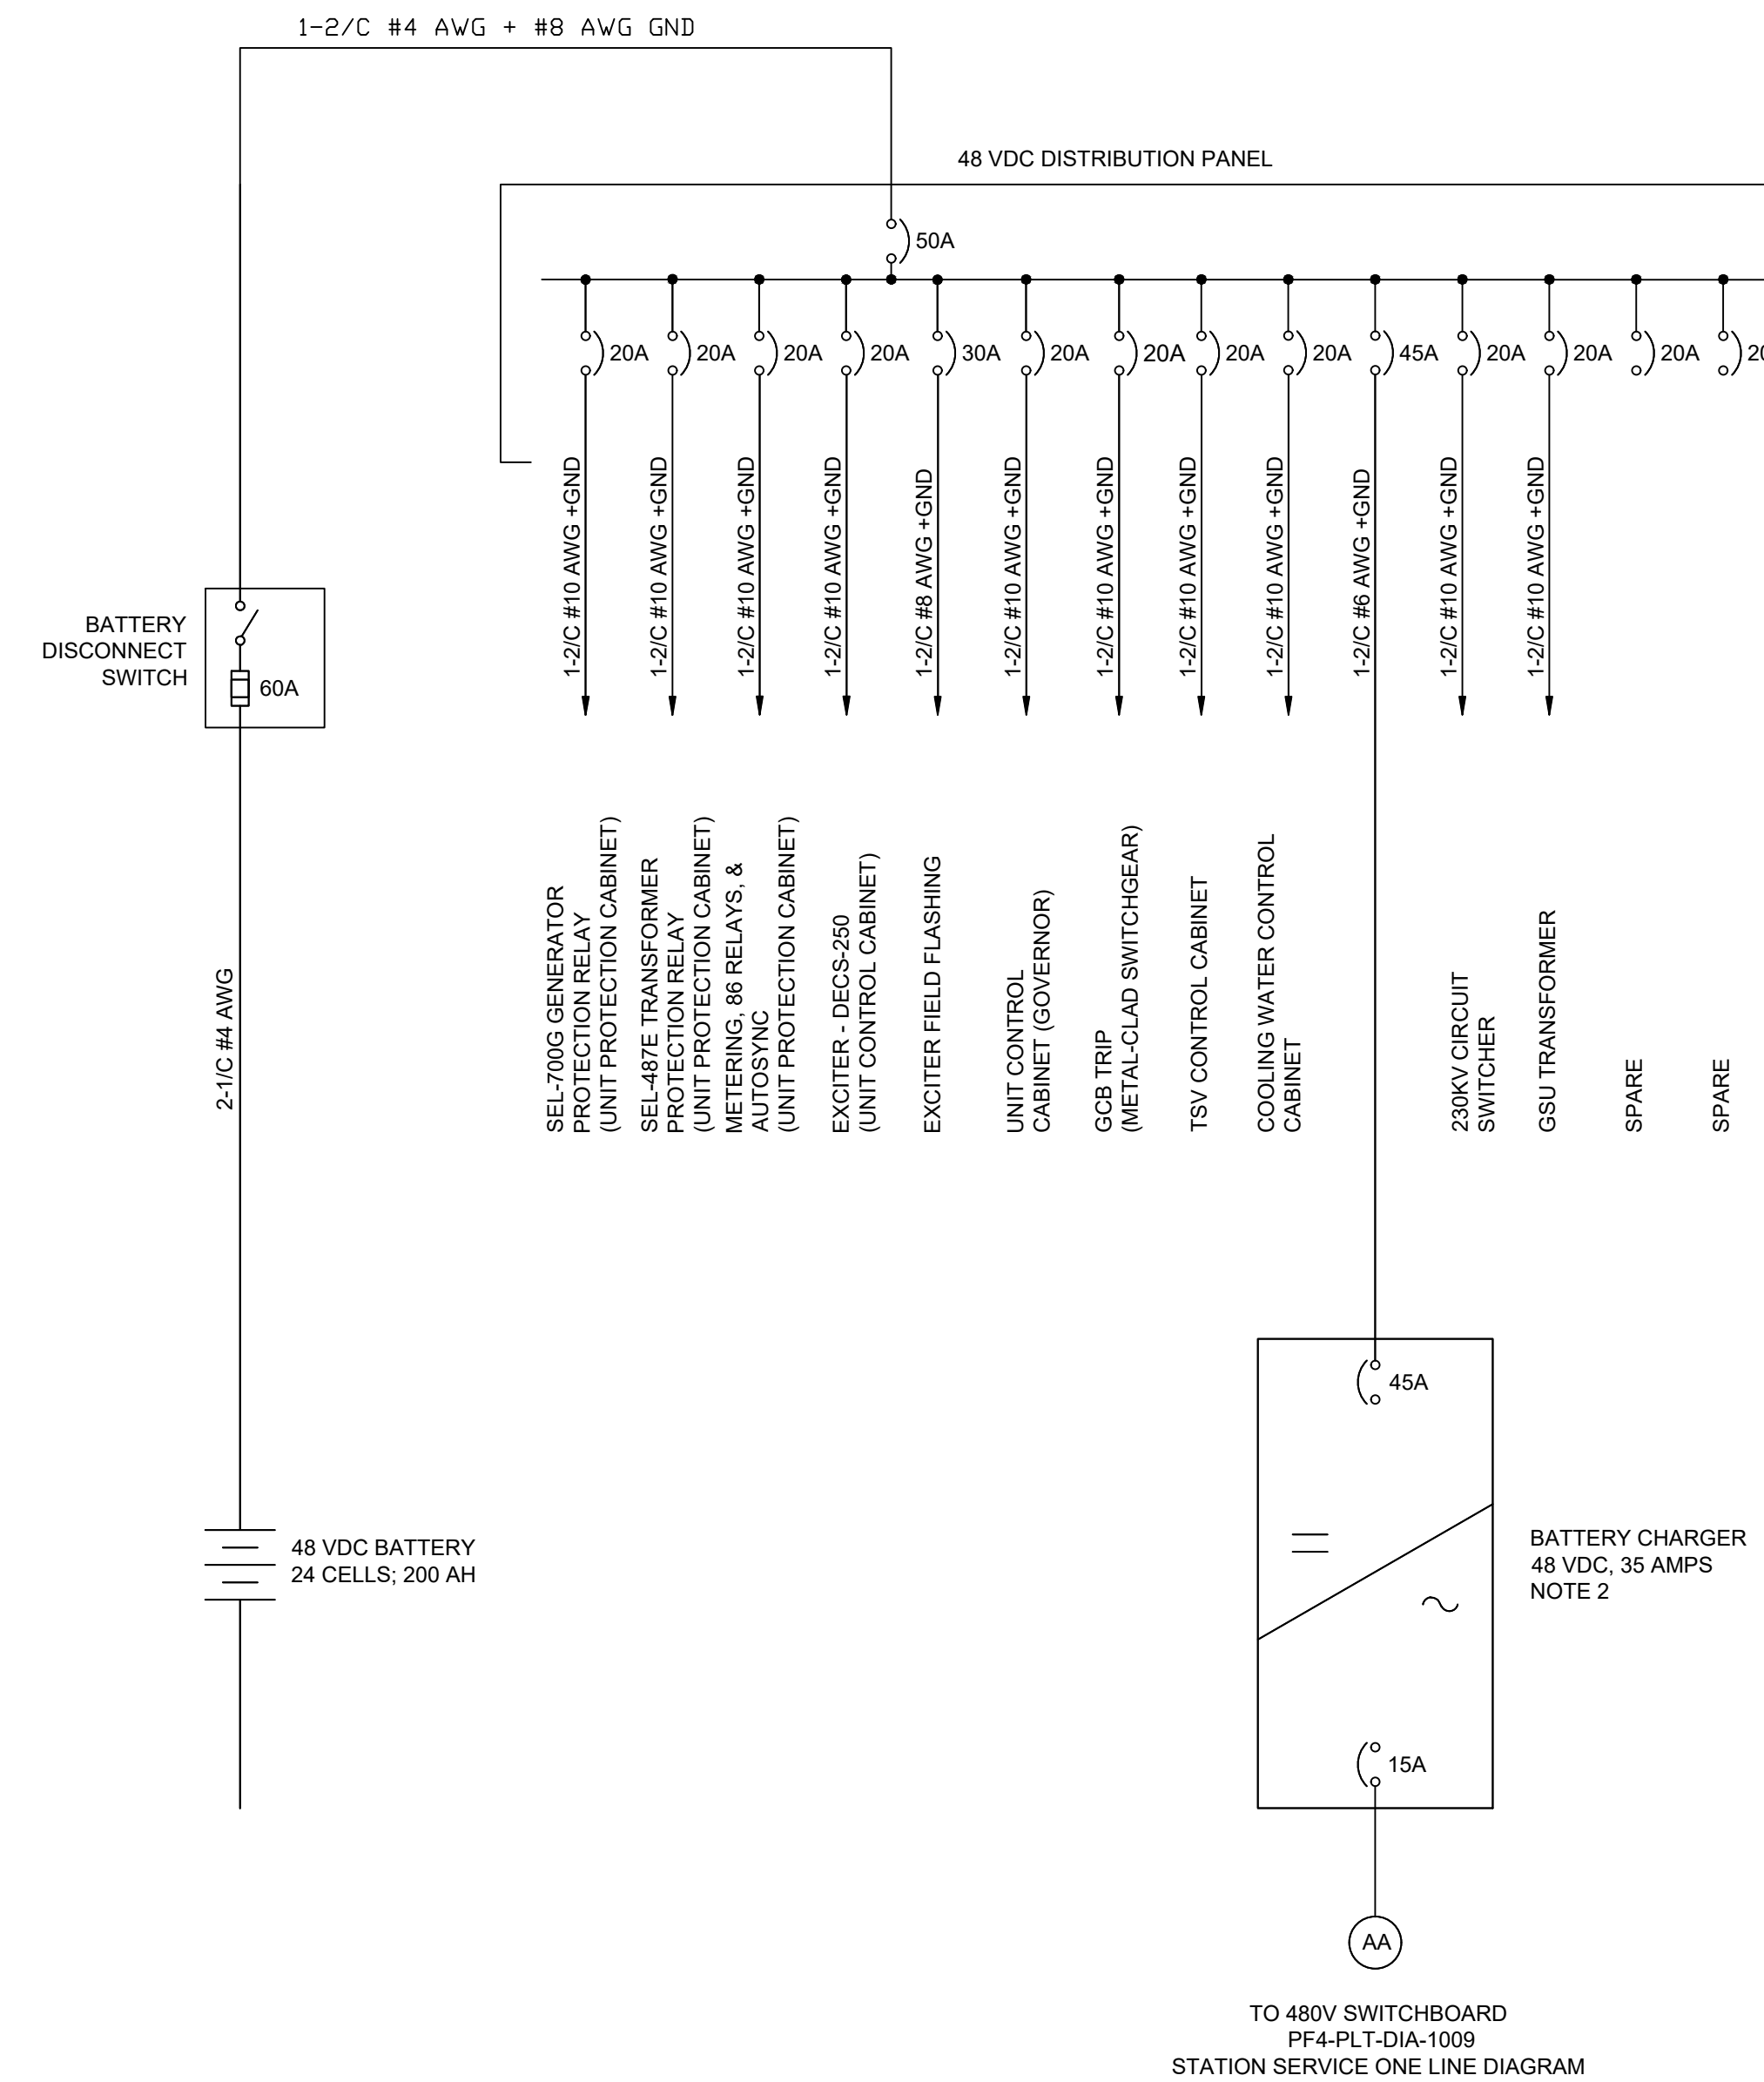 1-2/C #4 AWG + #8 AWG GND
48 VDC DISTRIBUTION PANEL
50A
20A
20A
20A
20A
30A
20A
20A
20A
20A
45A
20A
20A
20A
1-2/C #10 AWG +GND
1-2/C #10 AWG +GND
1-2/C #10 AWG +GND
1-2/C #10 AWG +GND
1-2/C #8 AWG +GND
1-2/C #10 AWG +GND
1-2/C #10 AWG +GND
1-2/C #10 AWG +GND
1-2/C #10 AWG +GND
1-2/C #6 AWG +GND
1-2/C #10 AWG +GND
1-2/C #10 AWG +GND
BATTERY
DISCONNECT
SWITCH
60A
2-1/C #4 AWG
SEL-700G GENERATOR
PROTECTION RELAY
(UNIT PROTECTION CABINET)
SEL-487E TRANSFORMER
PROTECTION RELAY
(UNIT PROTECTION CABINET)
METERING, 86 RELAYS, &
AUTOSYNC
(UNIT PROTECTION CABINET)
EXCITER - DECS-250
(UNIT CONTROL CABINET)
EXCITER FIELD FLASHING
UNIT CONTROL
CABINET (GOVERNOR)
GCB TRIP
(METAL-CLAD SWITCHGEAR)
TSV CONTROL CABINET
COOLING WATER CONTROL
CABINET
230KV CIRCUIT
SWITCHER
GSU TRANSFORMER
SPARE
SPARE
45A
48 VDC BATTERY
24 CELLS; 200 AH
BATTERY CHARGER
48 VDC, 35 AMPS
NOTE 2
15A
AA
TO 480V SWITCHBOARD
PF4-PLT-DIA-1009
STATION SERVICE ONE LINE DIAGRAM